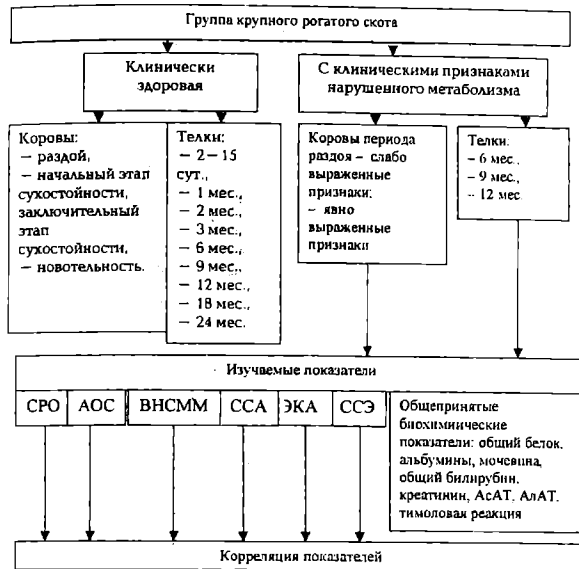 Группа крупного рогатого скота
Клинически
здоровая
С клиническими признаками
нарушенного метаболизма
Коровы:
– раздой,
– начальный этап
сухостойности,
заключительный
этап
сухостойности,
– новотельность.
Телки:
– 2 – 15
сут.,
– 1 мес.,
– 2 мес.,
– 3 мес.,
– 6 мес.,
– 9 мес.,
– 12 мес.,
– 18 мес.,
– 24 мес.
Коровы периода
раздоя – слабо
выраженные
признаки;
– явно
выраженные
признаки
Телки:
– 6 мес.,
– 9 мес.,
– 12 мес.
Изучаемые показатели
СРО АОС ВНСММ ССА ЭКА ССЭ
Общепринятые
биохимиические
показатели: общий белок,
альбумины, мочевина,
общий билирубин,
креатинин, АсАТ, АлАТ,
тимоловая реакция
Корреляция показателей